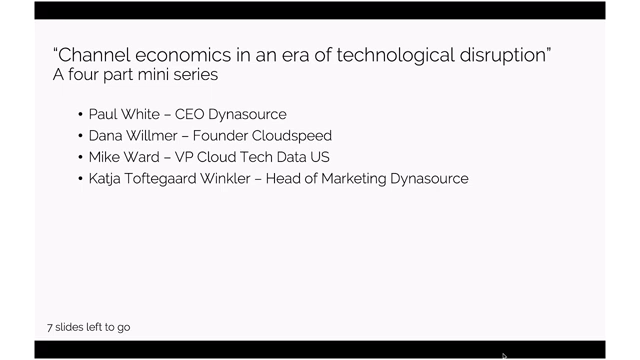 “Channel economics in an era of technological disruption”
A four part mini series
• Paul White – CEO Dynasource
• Dana Willmer – Founder Cloudspeed
• Mike Ward – VP Cloud Tech Data US
• Katja Toftegaard Winkler – Head of Marketing Dynasource
7 slides left to go